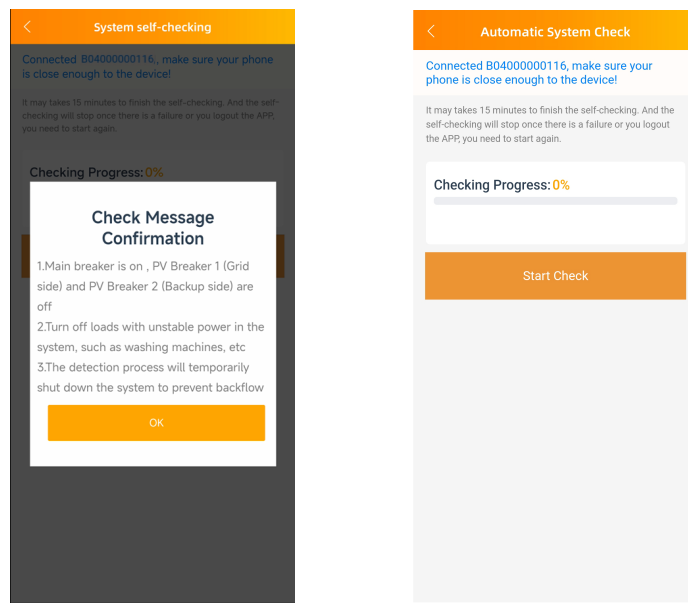 System self-checking
Connected B04000000116., make sure your phone
is close enough to the device!
It may takes 15 minutes to finish the self-checking. And the self-
checking will stop once there is a failure or you logout the APP,
you need to start again.
Checking Progress: 0%
Check Message
Confirmation
1.Main breaker is on , PV Breaker 1 (Grid
side) and PV Breaker 2 (Backup side) are
off
2.Turn off loads with unstable power in the
system, such as washing machines, etc
3.The detection process will temporarily
shut down the system to prevent backflow
OK
Automatic System Check
Connected B04000000116, make sure your
phone is close enough to the device!
It may takes 15 minutes to finish the self-checking. And the
self-checking will stop once there is a failure or you logout
the APP, you need to start again.
Checking Progress: 0%
Start Check